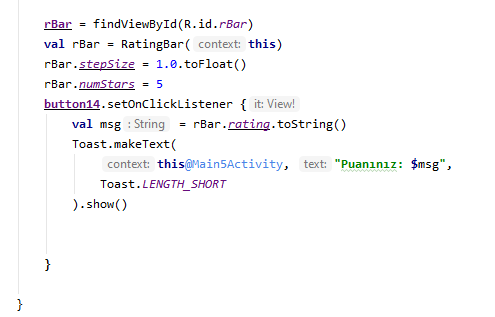 rBar = findViewById(R.id.rBar)
val rBar = RatingBar( context: this)
rBar.stepSize = 1.0.toFloat()
rBar.numStars = 5
button14.setOnClickListener { it: View!
val msg : String = rBar.rating.toString()
Toast.makeText(
context: this@Main5Activity, text: "Puanınız: $msg",
Toast.LENGTH_SHORT
).show()
}
}